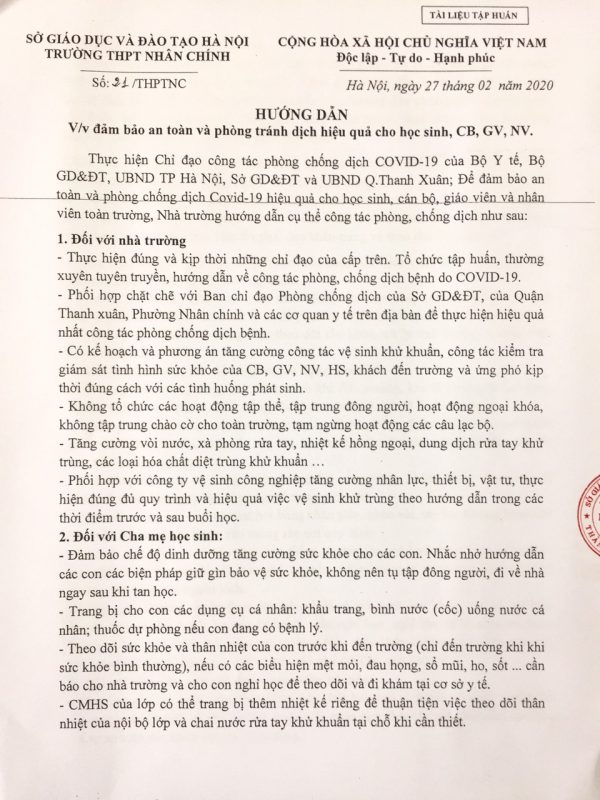 TÀI LIỆU TẬP HUẤN
SỞ GIÁO DỤC VÀ ĐÀO TẠO HÀ NỘI
TRƯỜNG THPT NHÂN CHÍNH
CỘNG HÒA XÃ HỘI CHỦ NGHĨA VIỆT NAM
Độc lập - Tự do - Hạnh phúc
Số: 21/THPTNC
Hà Nội, ngày 27 tháng 02 năm 2020
HƯỚNG DẪN
V/v đảm bảo an toàn và phòng tránh dịch hiệu quả cho học sinh, CB, GV, NV.
Thực hiện Chỉ đạo công tác phòng chống dịch COVID-19 của Bộ Y tế, Bộ
GD&ĐT, UBND TP Hà Nội, Sở GD&ĐT và UBND Q.Thanh Xuân; Để đảm bảo an
toàn và phòng chống dịch Covid-19 hiệu quả cho học sinh, cán bộ, giáo viên và nhân
viên toàn trường, Nhà trường hướng dẫn cụ thể công tác phòng, chống dịch như sau:
1. Đối với nhà trường
- Thực hiện đúng và kịp thời những chỉ đạo của cấp trên. Tổ chức tập huấn, thường
xuyên tuyên truyền, hướng dẫn về công tác phòng, chống dịch bệnh do COVID-19.
- Phối hợp chặt chẽ với Ban chỉ đạo Phòng chống dịch của Sở GD&ĐT, của Quận
Thanh xuân, Phường Nhân chính và các cơ quan y tế trên địa bàn để thực hiện hiệu quả
nhất công tác phòng chống dịch bệnh.
- Có kế hoạch và phương án tăng cường công tác vệ sinh khử khuẩn, công tác kiểm tra
giám sát tình hình sức khỏe của CB, GV, NV, HS, khách đến trường và ứng phó kịp
thời đúng cách với các tình huống phát sinh.
- Không tổ chức các hoạt động tập thể, tập trung đông người, hoạt động ngoại khóa,
không tập trung chào cờ cho toàn trường, tạm ngừng hoạt động các câu lạc bộ.
- Tăng cường vòi nước, xà phòng rửa tay, nhiệt kế hồng ngoại, dung dịch rửa tay khử
trùng, các loại hóa chất diệt trùng khử khuẩn …
- Phối hợp với công ty vệ sinh công nghiệp tăng cường nhân lực, thiết bị, vật tư, thực
hiện đúng đủ quy trình và hiệu quả việc vệ sinh khử trùng theo hướng dẫn trong các
thời điểm trước và sau buổi học.
2. Đối với Cha mẹ học sinh:
- Đảm bảo chế độ dinh dưỡng tăng cường sức khỏe cho các con. Nhắc nhở hướng dẫn
các con các biện pháp giữ gìn bảo vệ sức khỏe, không nên tụ tập đông người, đi về nhà
ngay sau khi tan học.
- Trang bị cho con các dụng cụ cá nhân: khẩu trang, bình nước (cốc) uống nước cá
nhân; thuốc dự phòng nếu con đang có bệnh lý.
- Theo dõi sức khỏe và thân nhiệt của con trước khi đến trường (chỉ đến trường khi khi
sức khỏe bình thường), nếu có các biểu hiện mệt mỏi, đau họng, sổ mũi, ho, sốt ... cần
báo cho nhà trường và cho con nghỉ học để theo dõi và đi khám tại cơ sở y tế.
- CMHS của lớp có thể trang bị thêm nhiệt kế riêng để thuận tiện việc theo dõi thân
nhiệt của nội bộ lớp và chai nước rửa tay khử khuẩn tại chỗ khi cần thiết.